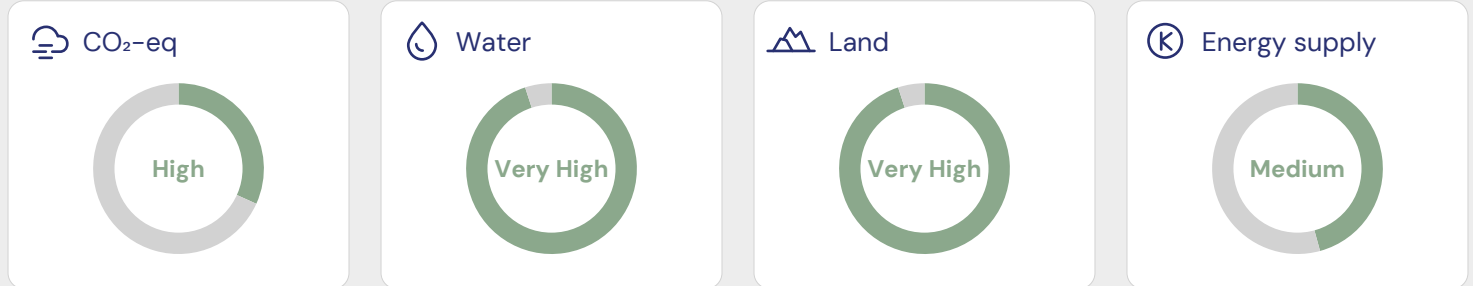 CO₂-eq
High
Water
Very High
Land
Very High
Energy supply
Medium